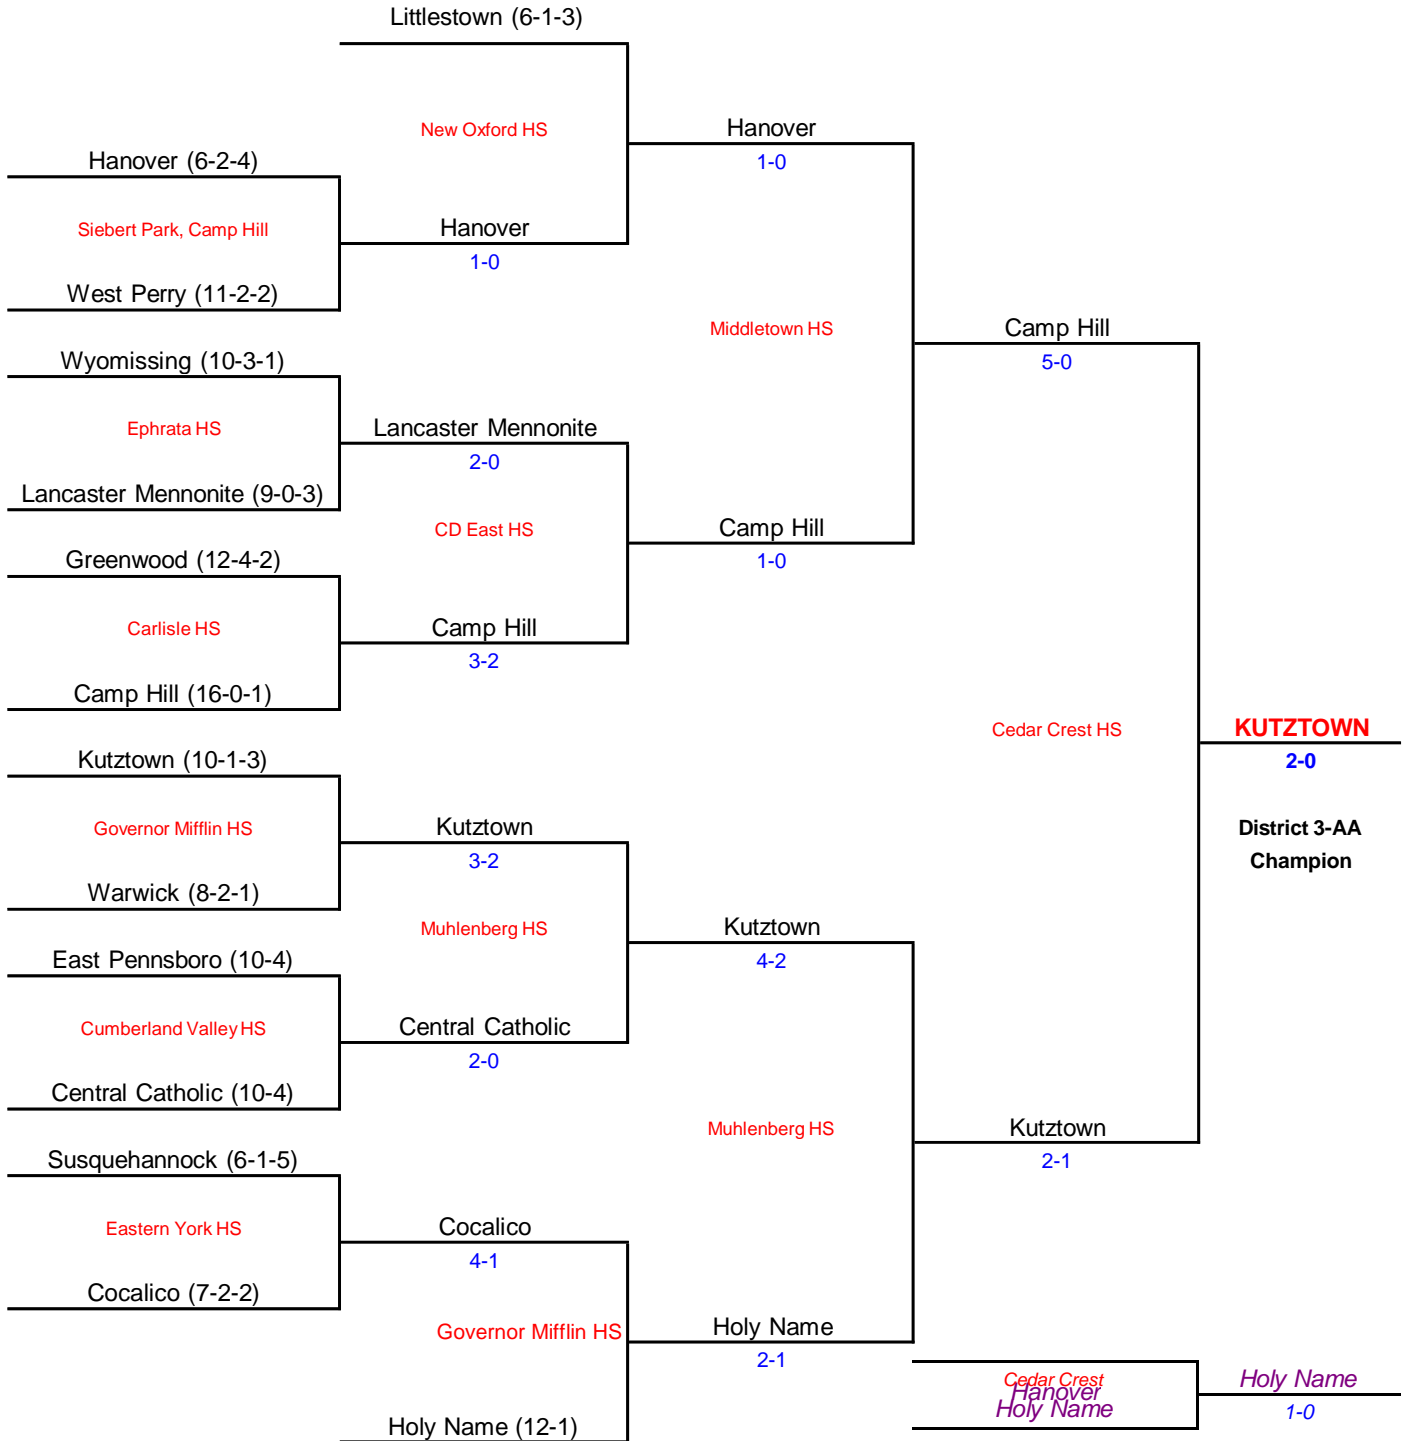 Littlestown (6-1-3)
New Oxford HS
Hanover
1-0
Hanover (6-2-4)
Siebert Park, Camp Hill
Hanover
1-0
West Perry (11-2-2)
Middletown HS
Camp Hill
5-0
Wyomissing (10-3-1)
Ephrata HS
Lancaster Mennonite
2-0
Lancaster Mennonite (9-0-3)
CD East HS
Camp Hill
1-0
Greenwood (12-4-2)
Carlisle HS
Camp Hill
3-2
Camp Hill (16-0-1)
Cedar Crest HS
KUTZTOWN
2-0
District 3-AA
Champion
Kutztown (10-1-3)
Governor Mifflin HS
Kutztown
3-2
Warwick (8-2-1)
Muhlenberg HS
Kutztown
4-2
East Pennsboro (10-4)
Cumberland Valley HS
Central Catholic
2-0
Central Catholic (10-4)
Muhlenberg HS
Kutztown
2-1
Susquehannock (6-1-5)
Eastern York HS
Cocalico
4-1
Cocalico (7-2-2)
Governor Mifflin HS
Holy Name
2-1
Holy Name (12-1)
Cedar Crest
Hanover
Holy Name
Holy Name
1-0